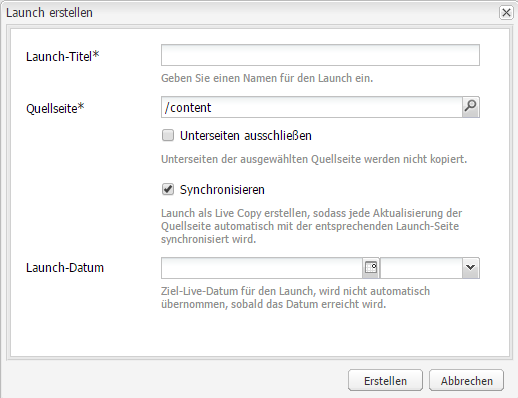 Launch erstellen
Launch-Titel*
Geben Sie einen Namen für den Launch ein.
Quellseite*
/content
Unterseiten ausschließen
Unterseiten der ausgewählten Quellseite werden nicht kopiert.
Synchronisieren
Launch als Live Copy erstellen, sodass jede Aktualisierung der
Quellseite automatisch mit der entsprechenden Launch-Seite
synchronisiert wird.
Launch-Datum
Ziel-Live-Datum für den Launch, wird nicht automatisch
übernommen, sobald das Datum erreicht wird.
Erstellen
Abbrechen